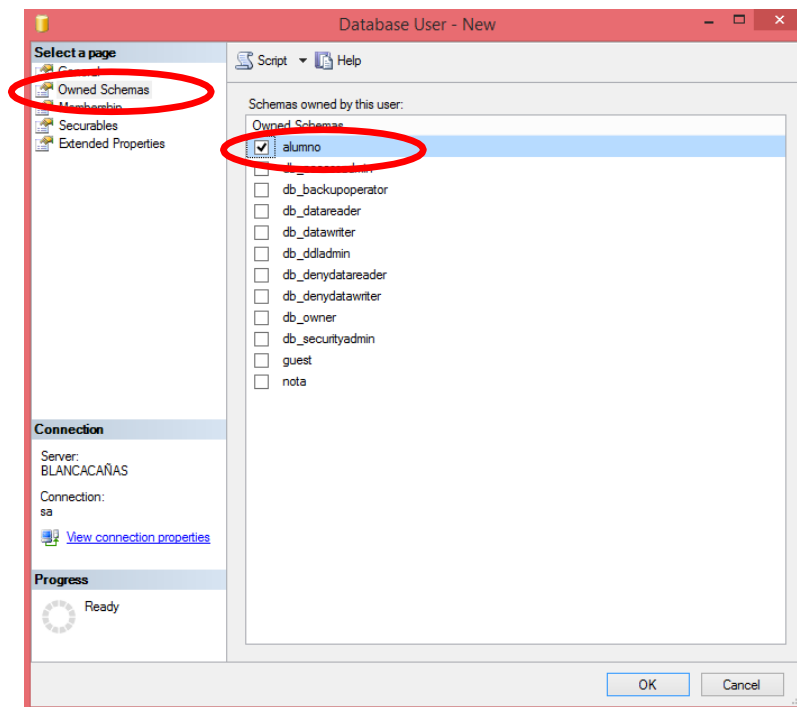 Database User - New
Select a page
General
Owned Schemas
Membership
Securables
Extended Properties
Script
Help
Schemas owned by this user:
Owned Schemas
alumno
db_accessadmin
db_backupoperator
db_datareader
db_datawriter
db_ddladmin
db_denydatareader
db_denydatawriter
db_owner
db_securityadmin
guest
nota
Connection
Server:
BLANCACAÑAS
Connection:
sa
View connection properties
Progress
Ready
OK
Cancel